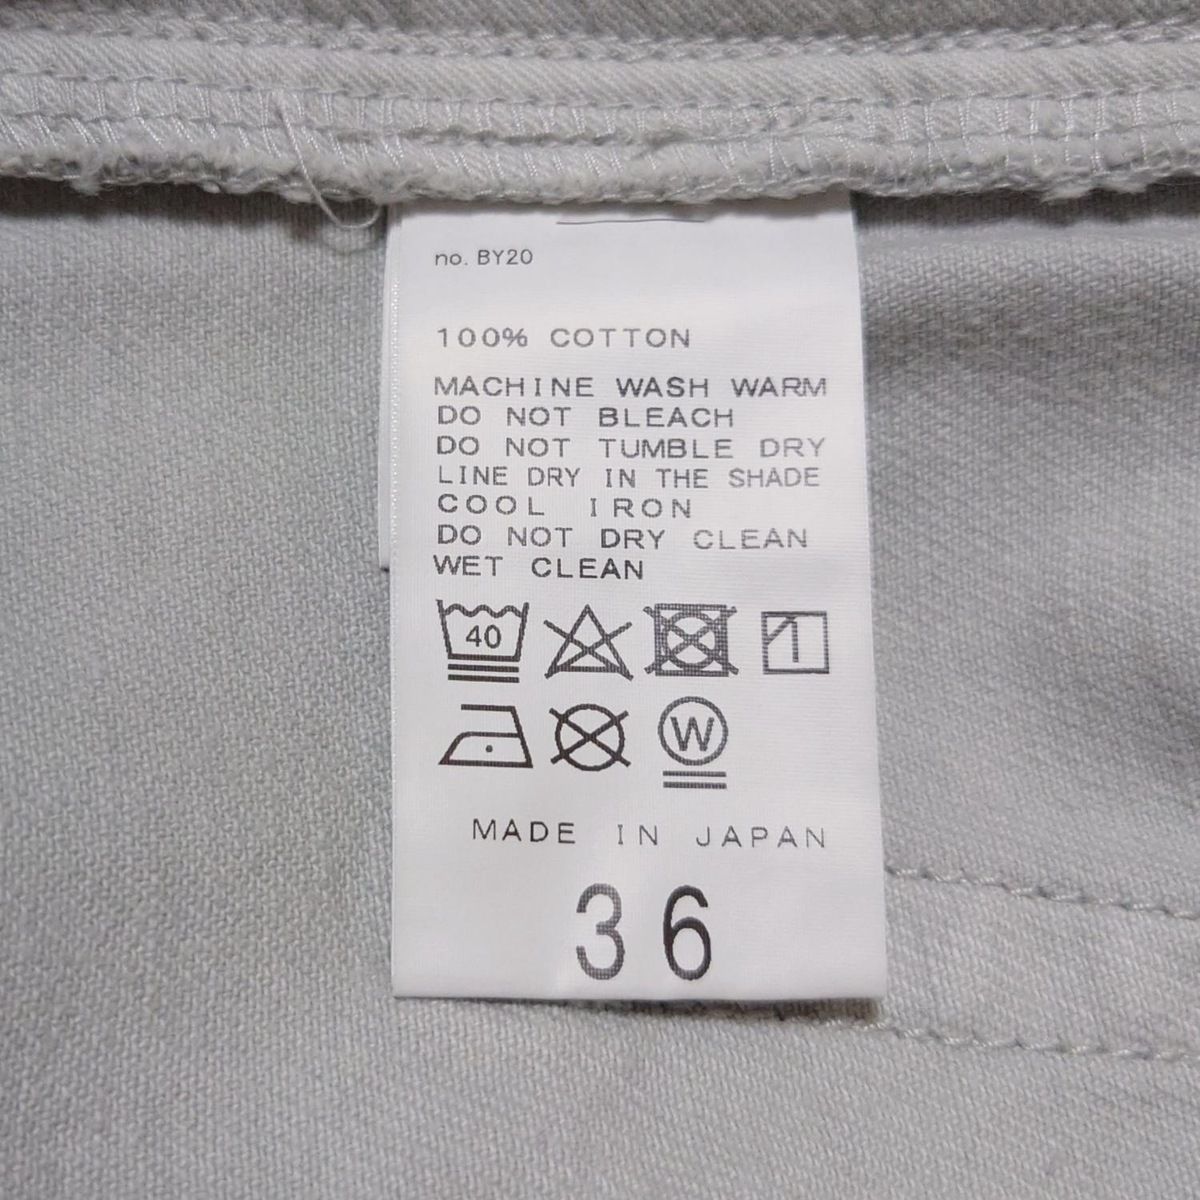 no. BY20
100% COTTON
MACHINE WASH WARM
DO NOT BLEACH
DO NOT TUMBLE DRY
LINE DRY IN THE SHADE
COOL IRON
DO NOT DRY CLEAN
WET CLEAN
40
W
MADE IN JAPAN
36